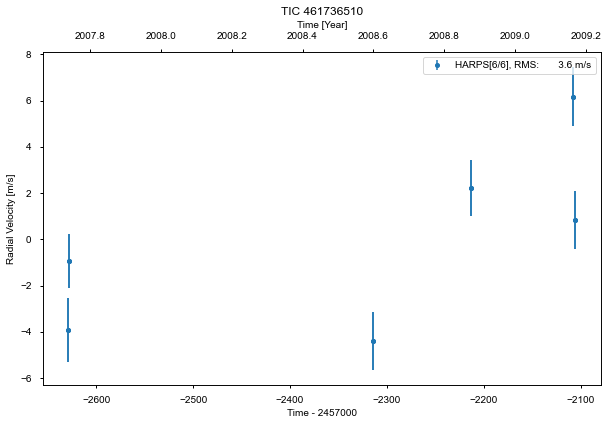 TIC 461736510
Time [Year]
2007.8 2008.0 2008.2 2008.4 2008.6 2008.8 2009.0 2009.2
HARPS[6/6], RMS: 3.6 m/s
8
6
4
2
0
−2
−4
−6
Radial Velocity [m/s]
−2600 −2500 −2400 −2300 −2200 −2100
Time - 2457000